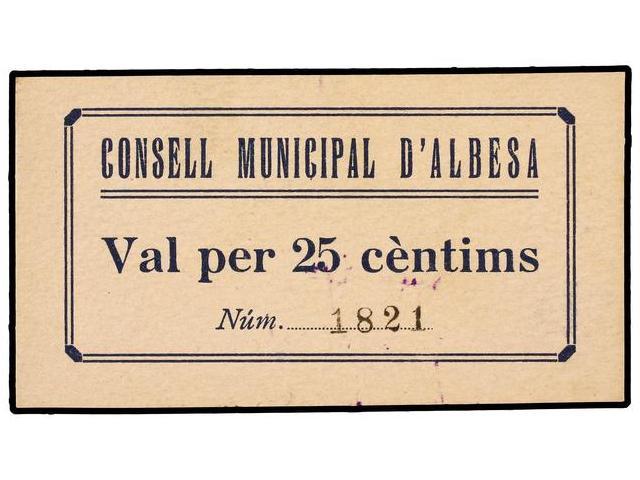 CONSELL MUNICIPAL D'ALBESA
Val per 25 cèntims
Núm. 1821